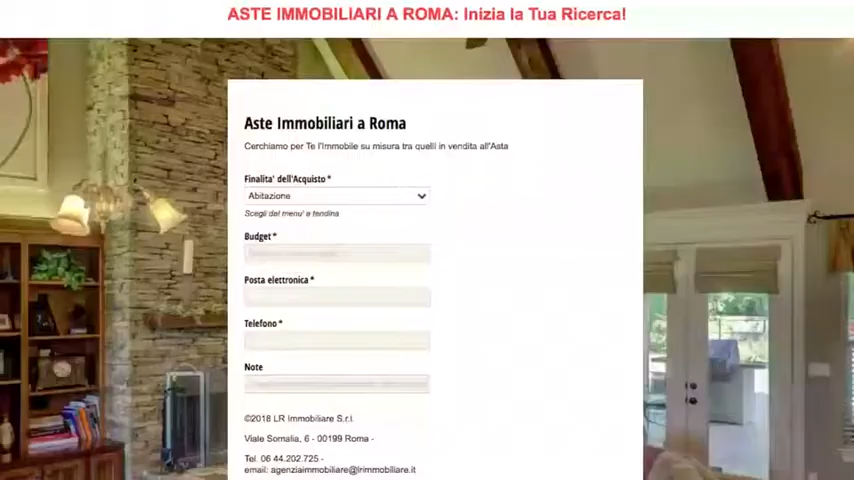 ASTE IMMOBILIARI A ROMA: Inizia la Tua Ricerca!
Aste Immobiliari a Roma
Cerchiamo per Te l'Immobile su misura tra quelli in vendita all'Asta
Finalita' dell'Acquisto *
Abitazione
Scegli dal menu' a tendina
Budget *
Posta elettronica *
Telefono *
Note
©2018 LR Immobiliare S.r.l.
Viale Somalia, 6 - 00199 Roma -
Tel. 06 44.202.725 -
email: agenziaimmobiliare@lrimmobiliare.it